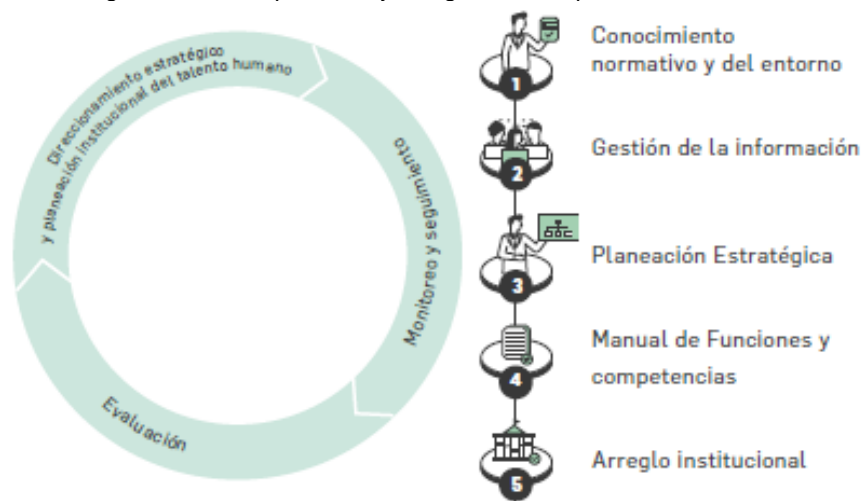 Direccionamiento estratégico
y planeación institucional del talento humano
Monitoreo y seguimiento
Evaluación
1
Conocimiento
normativo y del entorno
2
Gestión de la información
3
Planeación Estratégica
4
Manual de Funciones y
competencias
5
Arreglo institucional